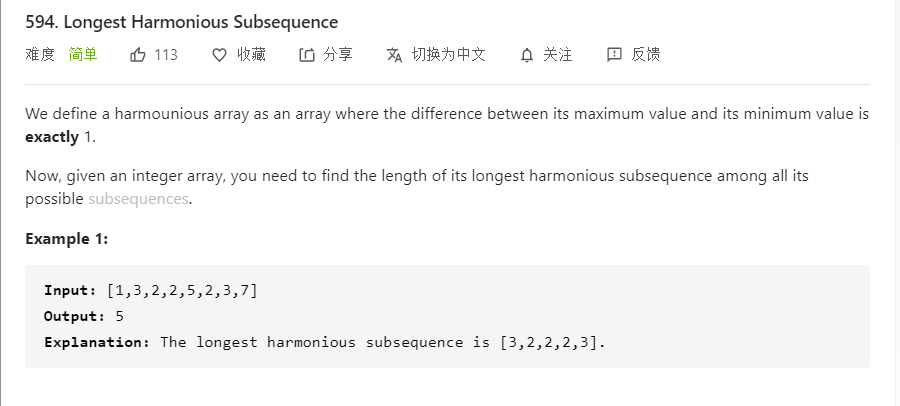 594. Longest Harmonious Subsequence
难度 简单 113 收藏 分享 切换为中文 关注 反馈
We define a harmounious array as an array where the difference between its maximum value and its minimum value is
exactly 1.
Now, given an integer array, you need to find the length of its longest harmonious subsequence among all its
possible subsequences.
Example 1:
Input: [1,3,2,2,5,2,3,7]
Output: 5
Explanation: The longest harmonious subsequence is [3,2,2,2,3].